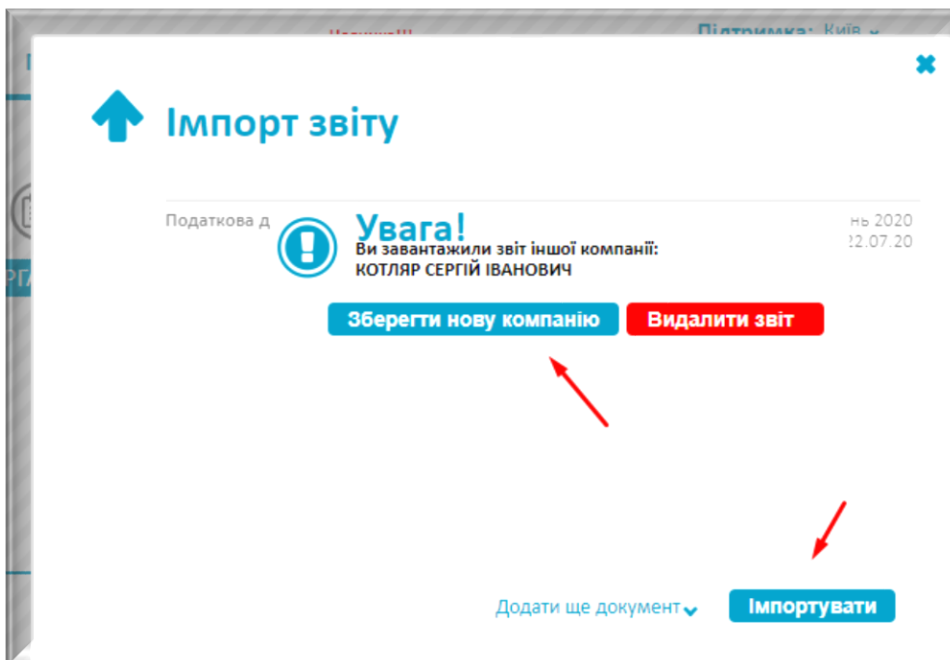 Підтримка: Київ
Імпорт звіту
Податкова д
нь 2020
22.07.20
Увага!
Ви завантажили звіт іншої компанії:
КОТЛЯР СЕРГІЙ ІВАНОВИЧ
Зберегти нову компанію Видалити звіт
Додати ще документ Імпортувати